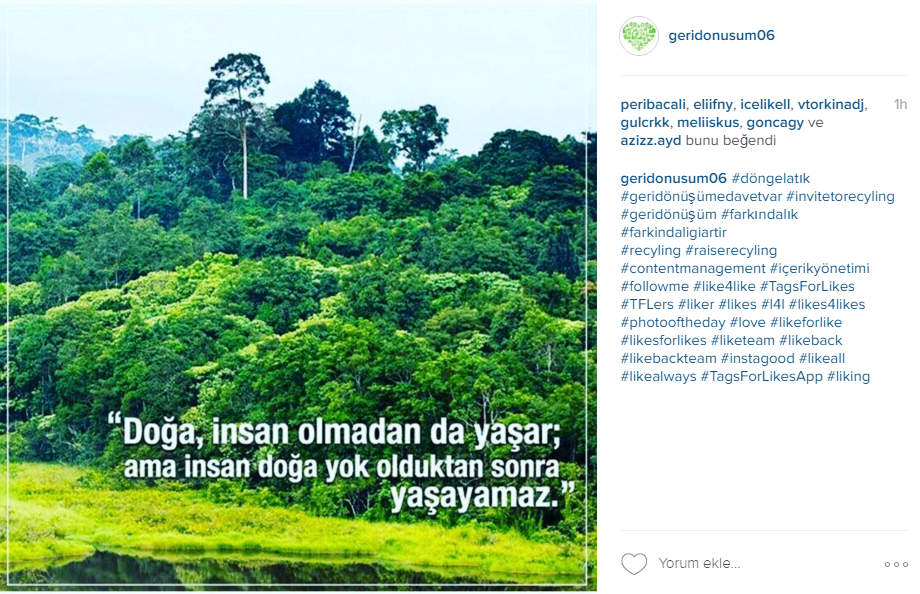 “Doğa, insan olmadan da yaşar;
ama insan doğa yok olduktan sonra
yaşayamaz.”
geridonusum06
peribacali, eliifny, icelikell, vtorkinadj, 1h
gulcrkk, meliiskus, goncagy ve
azizz.ayd bunu beğendi
geridonusum06 #döngelatık
#geridönüşümedavetvar #invitetorecyling
#geridönüşüm #farkındalık
#farkindaligiartir
#recyling #raiserecyling
#contentmanagement #içerikyönetimi
#followme #like4like #TagsForLikes
#TFLers #liker #likes #l4l #likes4likes
#photooftheday #love #likeforlike
#likesforlikes #liketeam #likeback
#likebackteam #instagood #likeall
#likealways #TagsForLikesApp #liking
Yorum ekle...